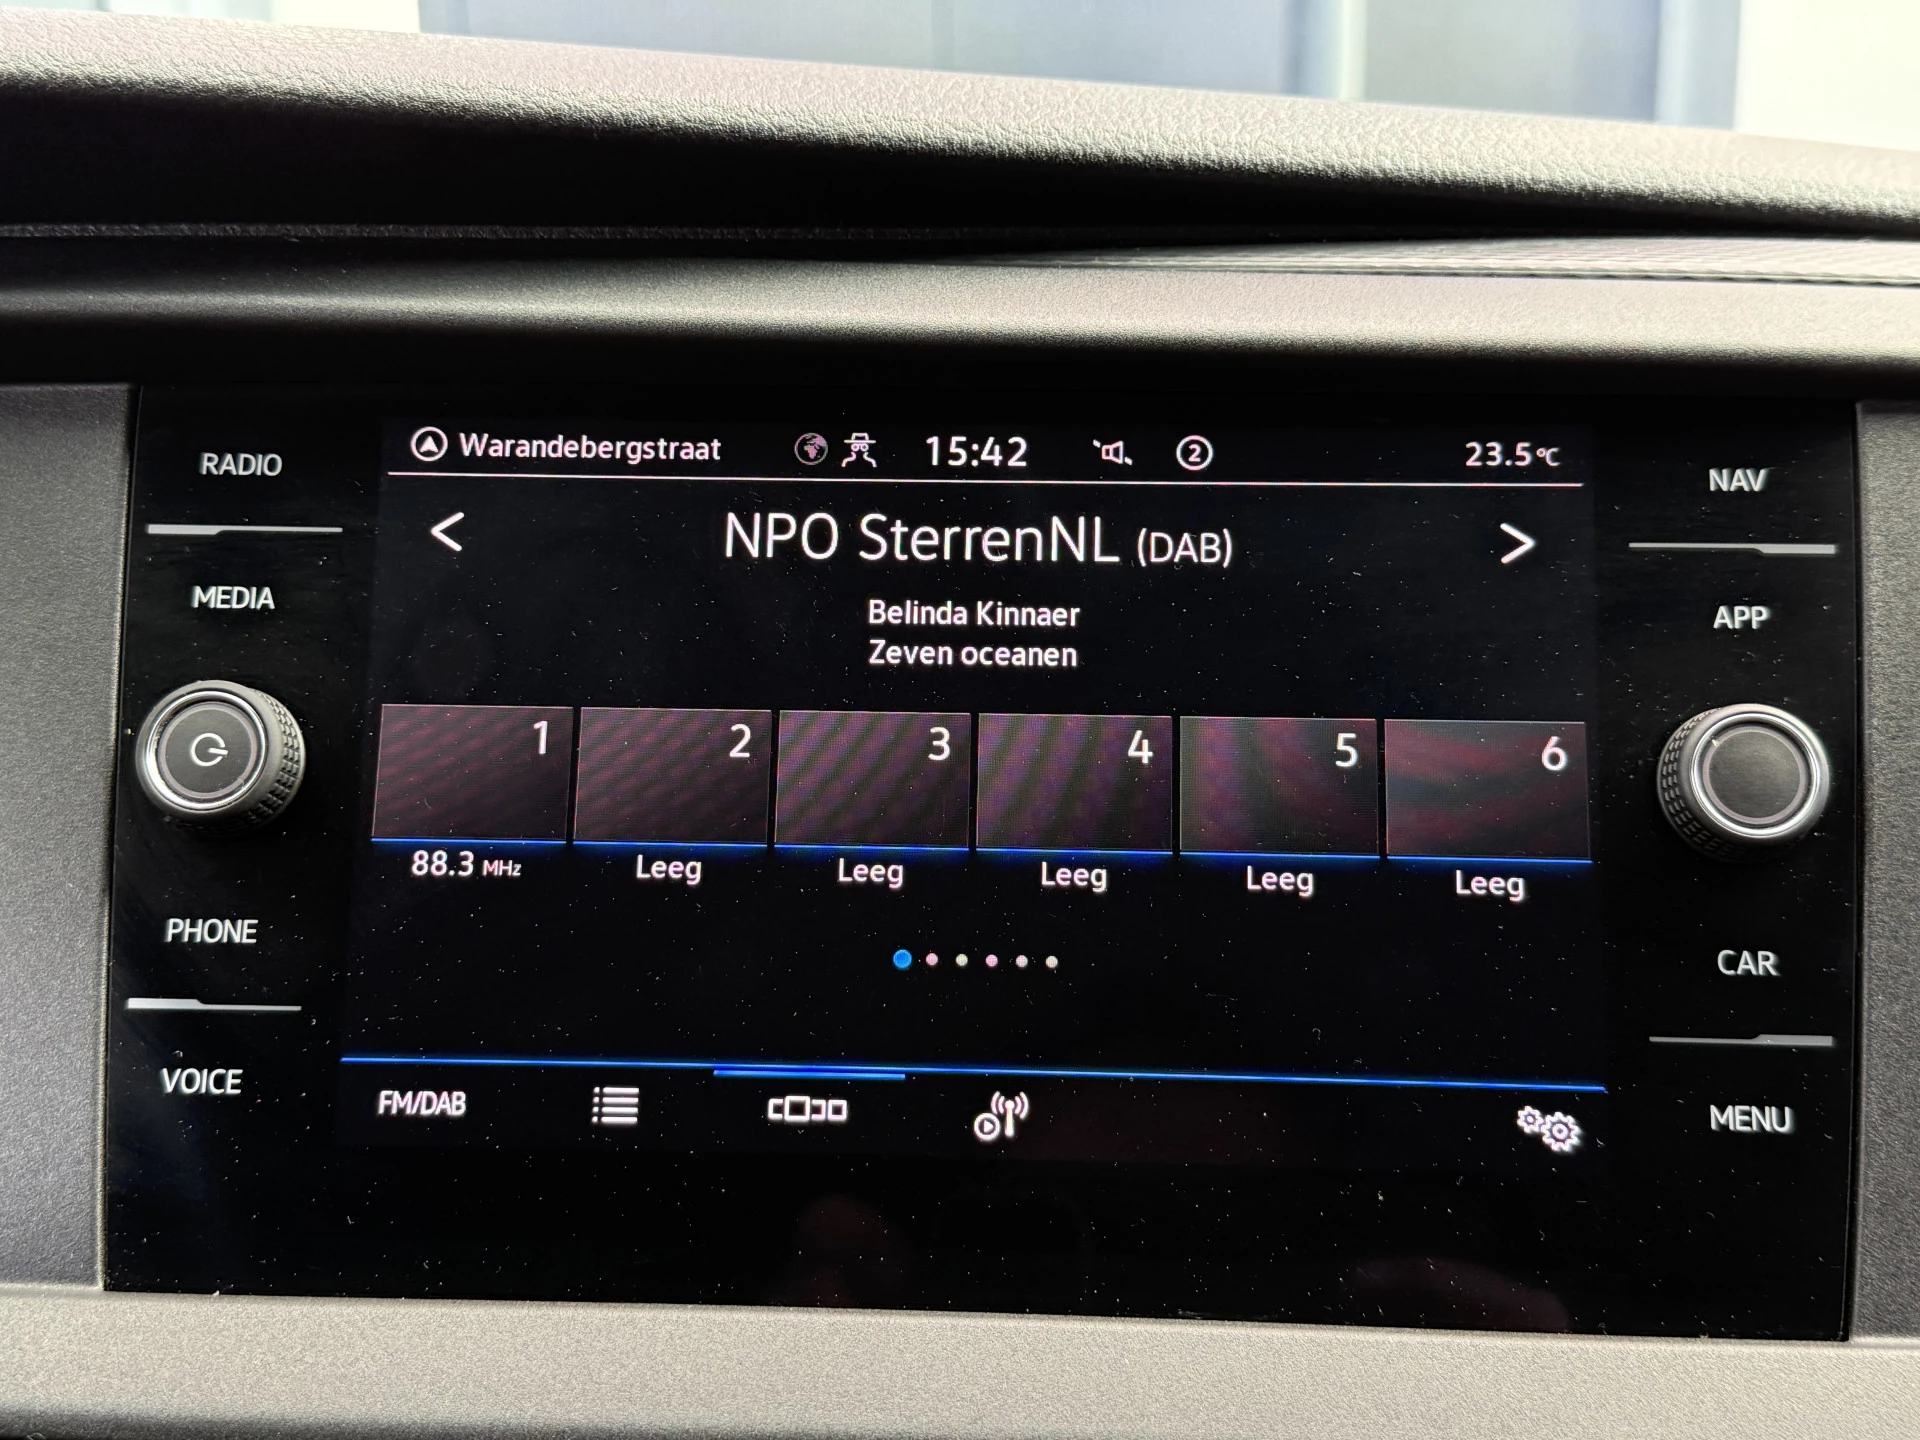 Warandebergstraat 15:42 2 23.5°C
RADIO
NAV
< NPO SterrenNL (DAB) >
MEDIA
Belinda Kinnaer
APP
Zeven oceanen
1 2 3 4 5 6
88.3 MHz Leeg Leeg Leeg Leeg Leeg
PHONE
CAR
VOICE
FM/DAB
MENU